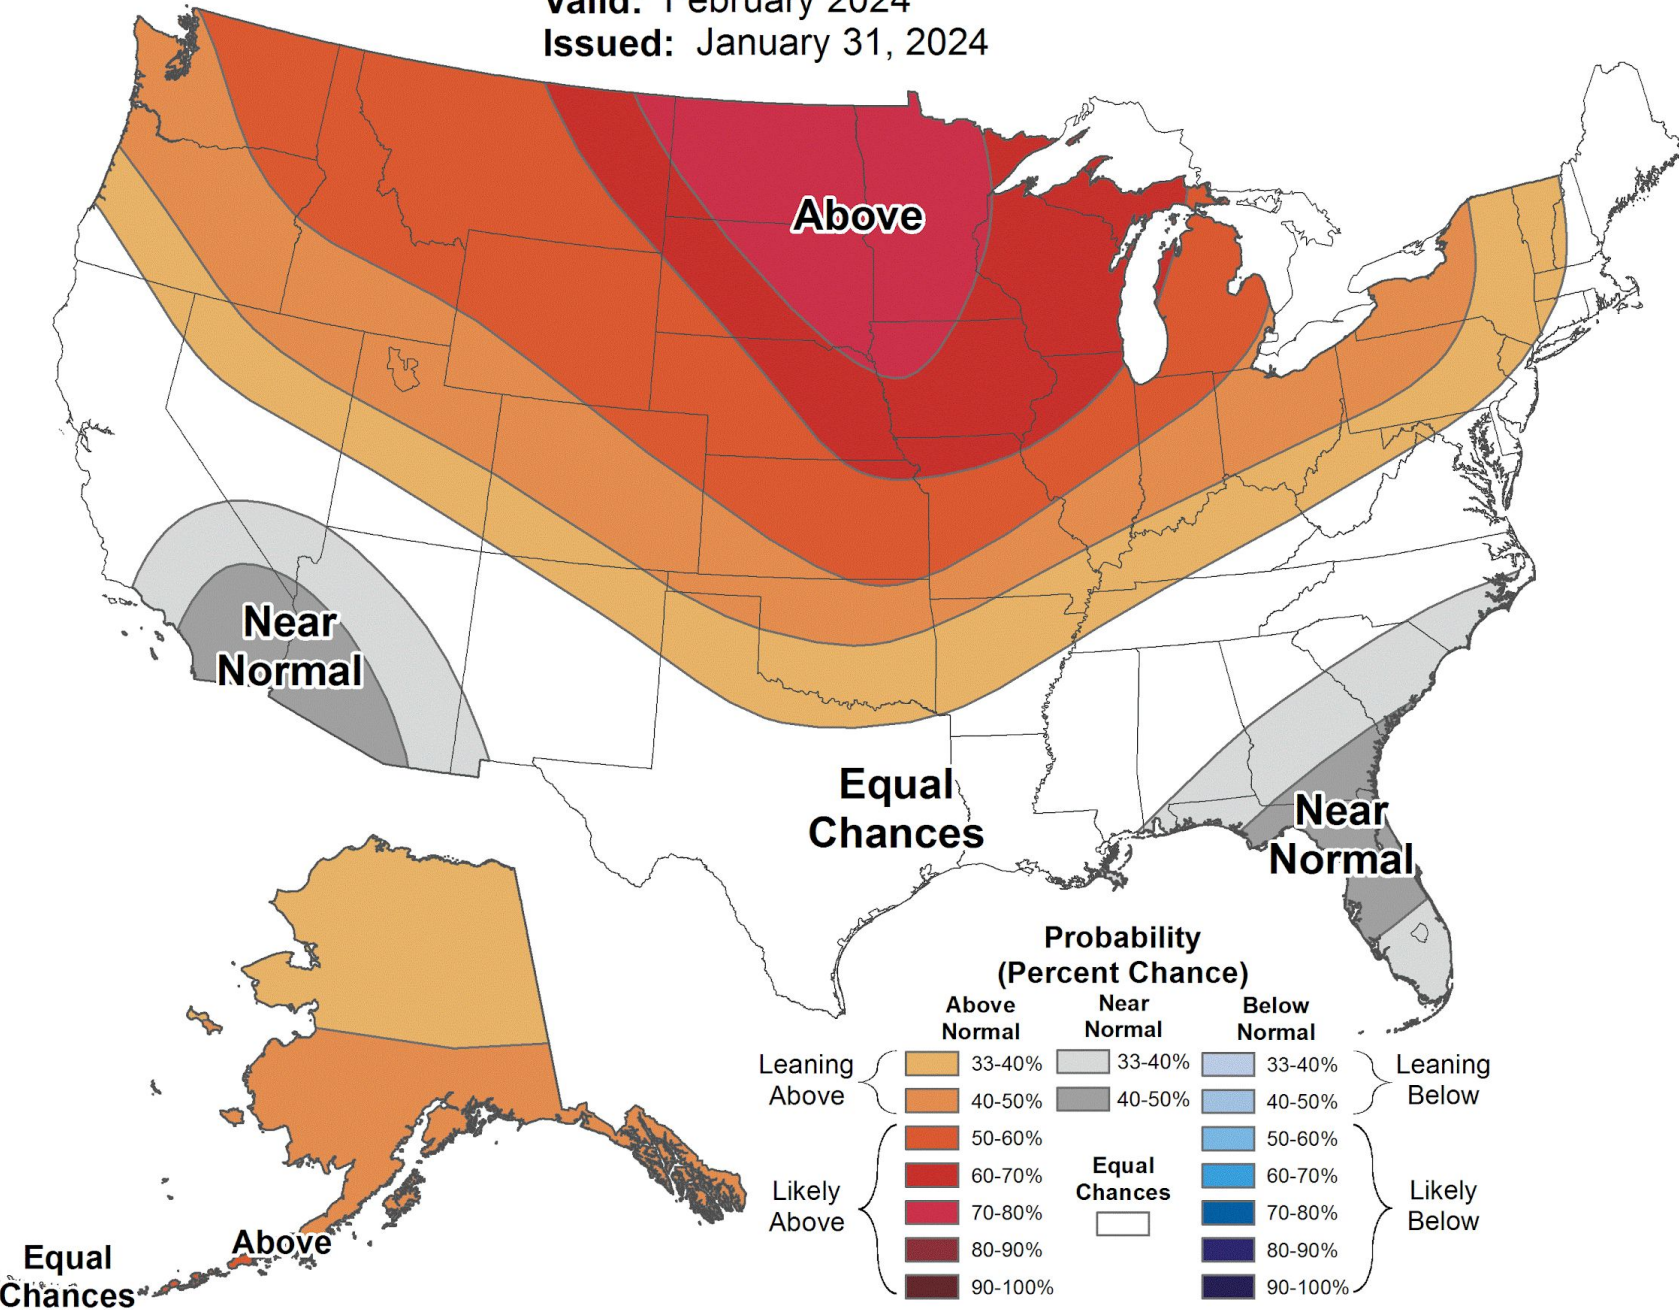 Valid: February 2024
Issued: January 31, 2024
Above
Near
Normal
Equal
Chances
Near
Normal
Above
Equal
Chances
Probability
(Percent Chance)
Above
Normal
Near
Normal
Below
Normal
Leaning
Above
33-40%
33-40%
33-40%
Leaning
Below
40-50%
40-50%
40-50%
Likely
Above
50-60%
50-60%
60-70%
60-70%
70-80%
70-80%
80-90%
80-90%
90-100%
90-100%
Equal
Chances
Likely
Below